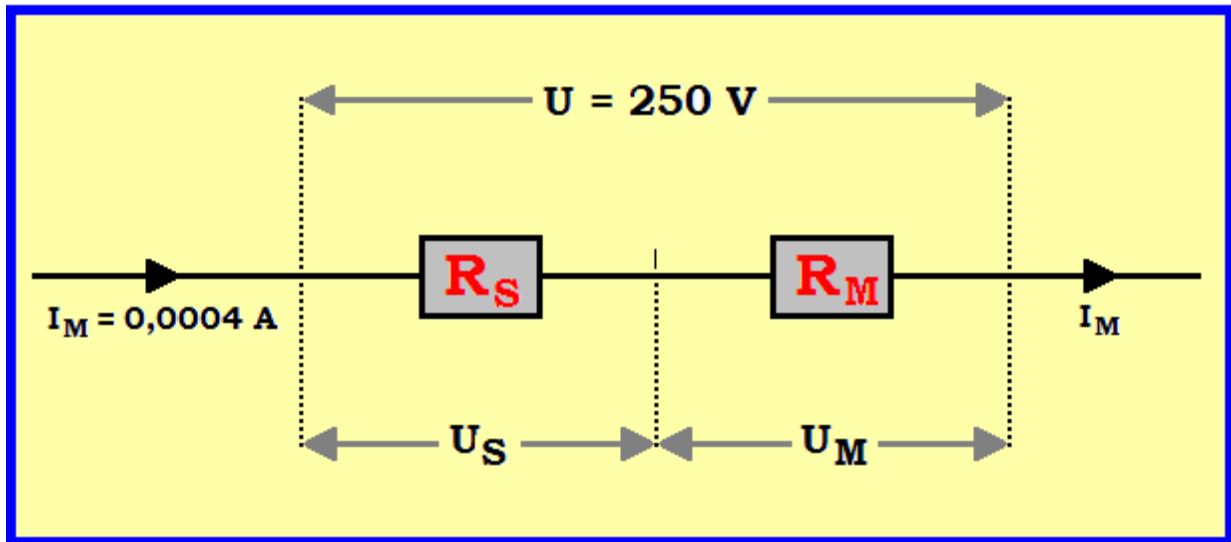 U = 250 V
R_S
R_M
I_M = 0,0004 A
I_M
U_S
U_M